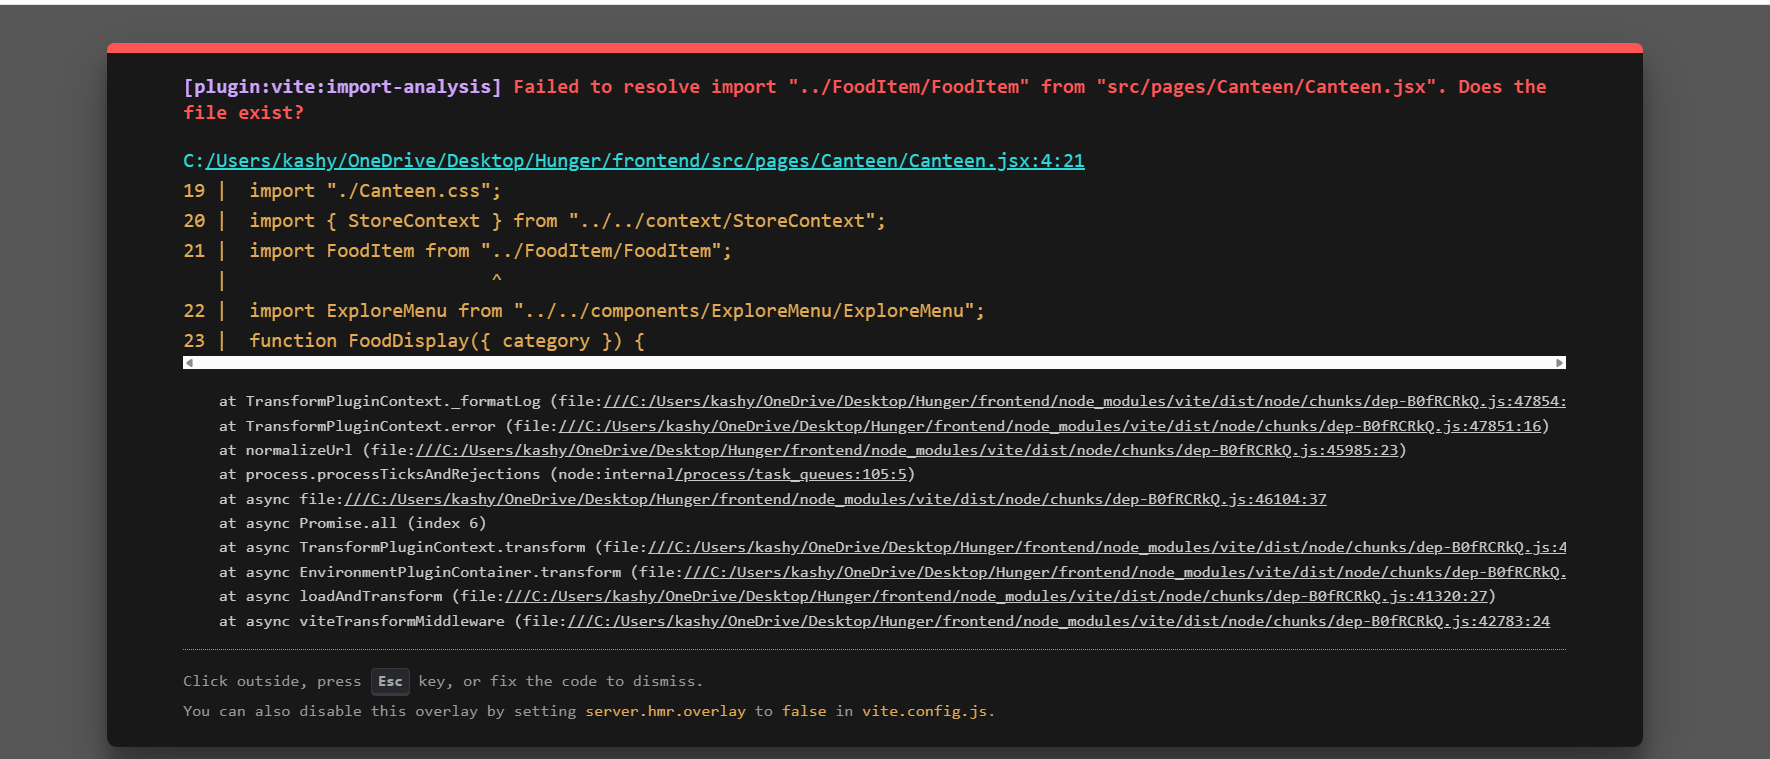 [plugin:vite:import-analysis] Failed to resolve import "../FoodItem/FoodItem" from "src/pages/Canteen/Canteen.jsx". Does the
file exist?
C:/Users/kashy/OneDrive/Desktop/Hunger/frontend/src/pages/Canteen/Canteen.jsx:4:21
19 |  import "./Canteen.css";
20 |  import { StoreContext } from "../../context/StoreContext";
21 |  import FoodItem from "../FoodItem/FoodItem";
   |                        ^
22 |  import ExploreMenu from "../../components/ExploreMenu/ExploreMenu";
23 |  function FoodDisplay({ category }) {
at TransformPluginContext._formatLog (file:///C:/Users/kashy/OneDrive/Desktop/Hunger/frontend/node_modules/vite/dist/node/chunks/dep-B0fRCRkQ.js:47854:
at TransformPluginContext.error (file:///C:/Users/kashy/OneDrive/Desktop/Hunger/frontend/node_modules/vite/dist/node/chunks/dep-B0fRCRkQ.js:47851:16)
at normalizeUrl (file:///C:/Users/kashy/OneDrive/Desktop/Hunger/frontend/node_modules/vite/dist/node/chunks/dep-B0fRCRkQ.js:45985:23)
at process.processTicksAndRejections (node:internal/process/task_queues:105:5)
at async file:///C:/Users/kashy/OneDrive/Desktop/Hunger/frontend/node_modules/vite/dist/node/chunks/dep-B0fRCRkQ.js:46104:37
at async Promise.all (index 6)
at async TransformPluginContext.transform (file:///C:/Users/kashy/OneDrive/Desktop/Hunger/frontend/node_modules/vite/dist/node/chunks/dep-B0fRCRkQ.js:4
at async EnvironmentPluginContainer.transform (file:///C:/Users/kashy/OneDrive/Desktop/Hunger/frontend/node_modules/vite/dist/node/chunks/dep-B0fRCRkQ.
at async loadAndTransform (file:///C:/Users/kashy/OneDrive/Desktop/Hunger/frontend/node_modules/vite/dist/node/chunks/dep-B0fRCRkQ.js:41320:27)
at async viteTransformMiddleware (file:///C:/Users/kashy/OneDrive/Desktop/Hunger/frontend/node_modules/vite/dist/node/chunks/dep-B0fRCRkQ.js:42783:24
Click outside, press Esc key, or fix the code to dismiss.
You can also disable this overlay by setting server.hmr.overlay to false in vite.config.js.